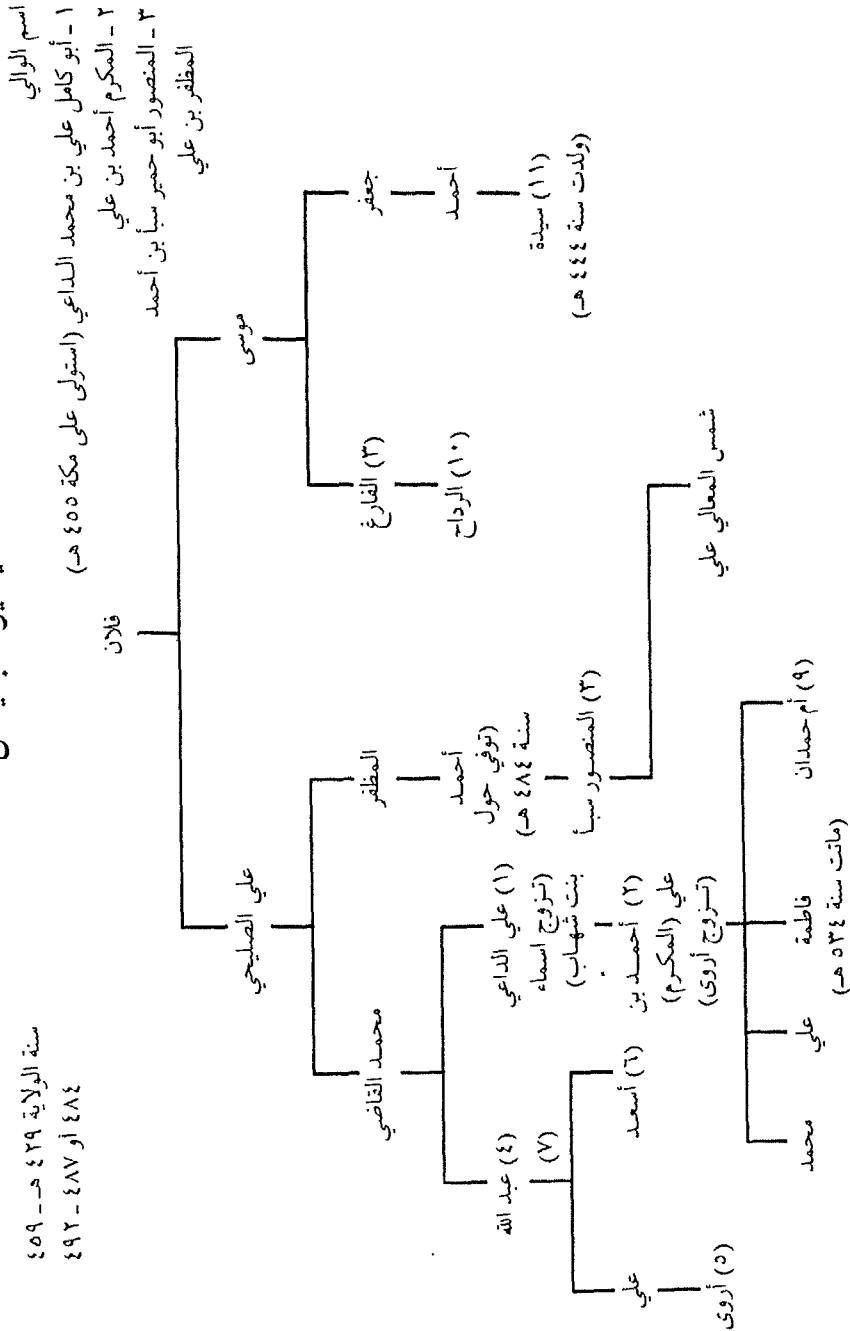 اسم الوالي
١ - أبو كامل علي بن محمد الداعي (استولى على مكة ٤٥٥ هـ)
٢ - المكرم أحمد بن علي
٣ - المنصور أبو حمير سبأ بن أحمد
المظفر بن علي
سنة الولاية ٤٢٩ هـ - ٤٥٩
٤٨٤ أو ٤٨٧ - ٤٩٢
فلان
موسى
علي الصليحي
جعفر
(٣) الفارغ
المظفر
محمد القاضي
أحمد
(١٠) الرداح
أحمد
(توفي حول
سنة ٤٨٤ هـ)
(١) علي الداعي
(تزوج اسماء
بنت شهاب)
(٤) عبد الله
(٧)
(١١) سيدة
(ولدت سنة ٤٤٤ هـ)
(٣) المنصور سبأ
(٢) أحمد بن
علي (المكرم)
(تزوج أروى)
(٦) أسعد
علي
شمس المعالي علي
(٩) أم حمدان
فاطمة
(ماتت سنة ٥٣٤ هـ)
علي
محمد
(٥) أروى